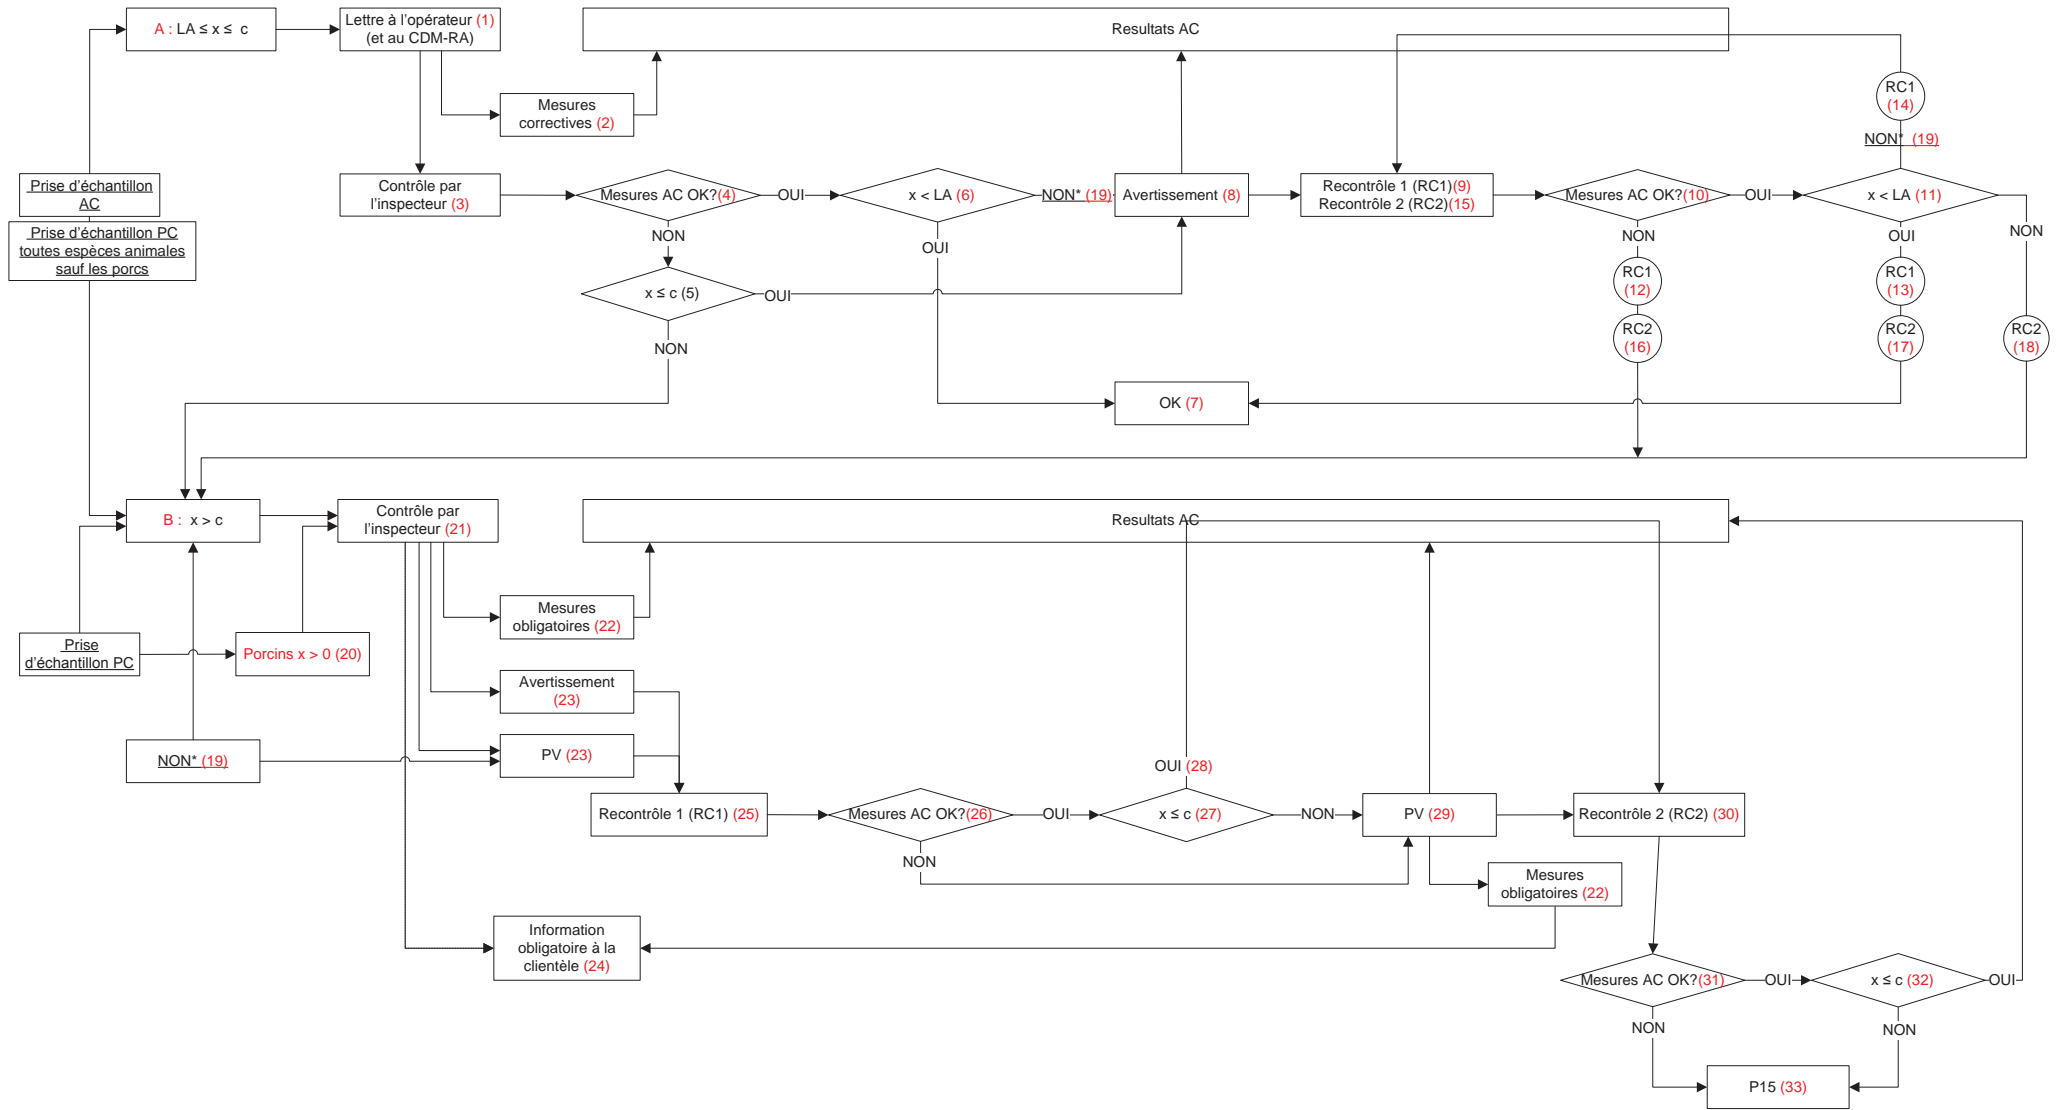 A : LA ≤ x ≤ c
Lettre à l'opérateur (1)
(et au CDM-RA)
Resultats AC
RC1
(14)
Mesures
correctives (2)
NON* (19)
Prise d'échantillon
AC
Contrôle par
l'inspecteur (3)
Mesures AC OK?(4)
OUI
x < LA (6)
NON* (19)
Avertissement (8)
Recontrôle 1 (RC1)(9)
Recontrôle 2 (RC2)(15)
Mesures AC OK?(10)
OUI
x < LA (11)
Prise d'échantillon PC
toutes espèces animales
sauf les porcs
NON
OUI
NON
OUI
NON
x ≤ c (5)
OUI
RC1
(12)
RC1
(13)
NON
RC2
(16)
RC2
(17)
RC2
(18)
OK (7)
B : x > c
Contrôle par
l'inspecteur (21)
Resultats AC
Mesures
obligatoires (22)
Prise
d'échantillon PC
Porcins x > 0 (20)
Avertissement
(23)
NON* (19)
PV (23)
OUI (28)
Recontrôle 1 (RC1) (25)
Mesures AC OK?(26)
OUI
x ≤ c (27)
NON
PV (29)
Recontrôle 2 (RC2) (30)
NON
Mesures
obligatoires (22)
Information
obligatoire à la
clientèle (24)
Mesures AC OK?(31)
OUI
x ≤ c (32)
OUI
NON
NON
P15 (33)